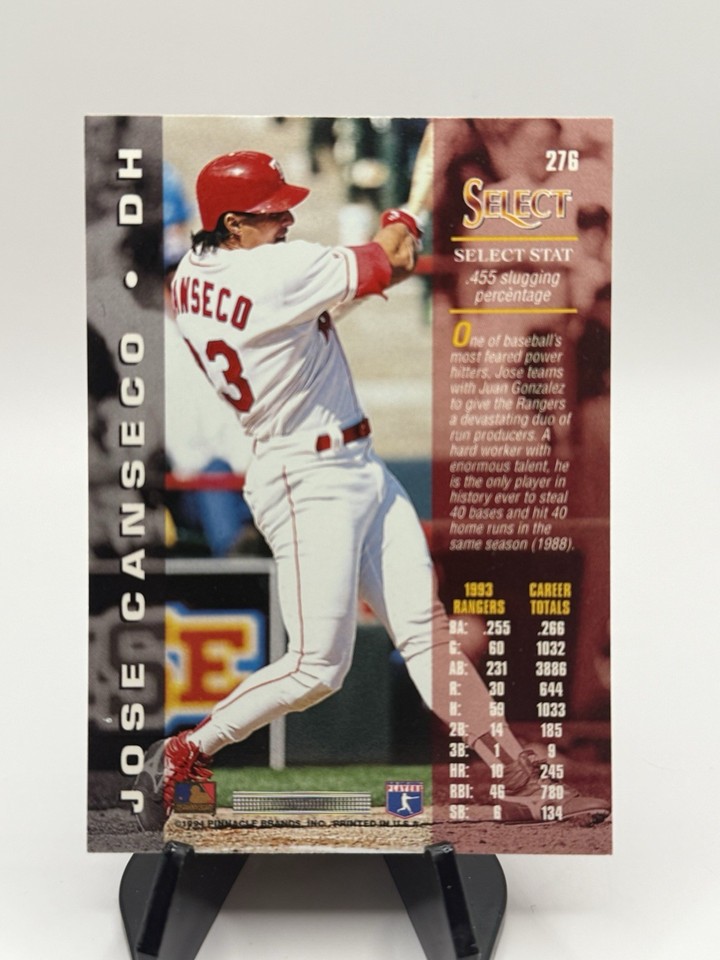 JOSE CANSECO • DH
ANSECO
33
276
SELECT
SELECT STAT
.455 slugging
percentage
One of baseball's
most feared power
hitters, Jose teams
with Juan Gonzalez
to give the Rangers
a devastating duo of
run producers. A
hard worker with
enormous talent, he
is the only player in
history ever to steal
40 bases and hit 40
home runs in the
same season (1988).
1993 CAREER
RANGERS TOTALS
BA: .255 .266
G: 60 1032
AB: 231 3886
R: 30 644
H: 59 1033
2B: 14 185
3B: 1 9
HR: 10 245
RBI: 46 780
SB: 6 134
E
PLAYERS
©1994 PINNACLE BRANDS, INC. PRINTED IN U.S.A.